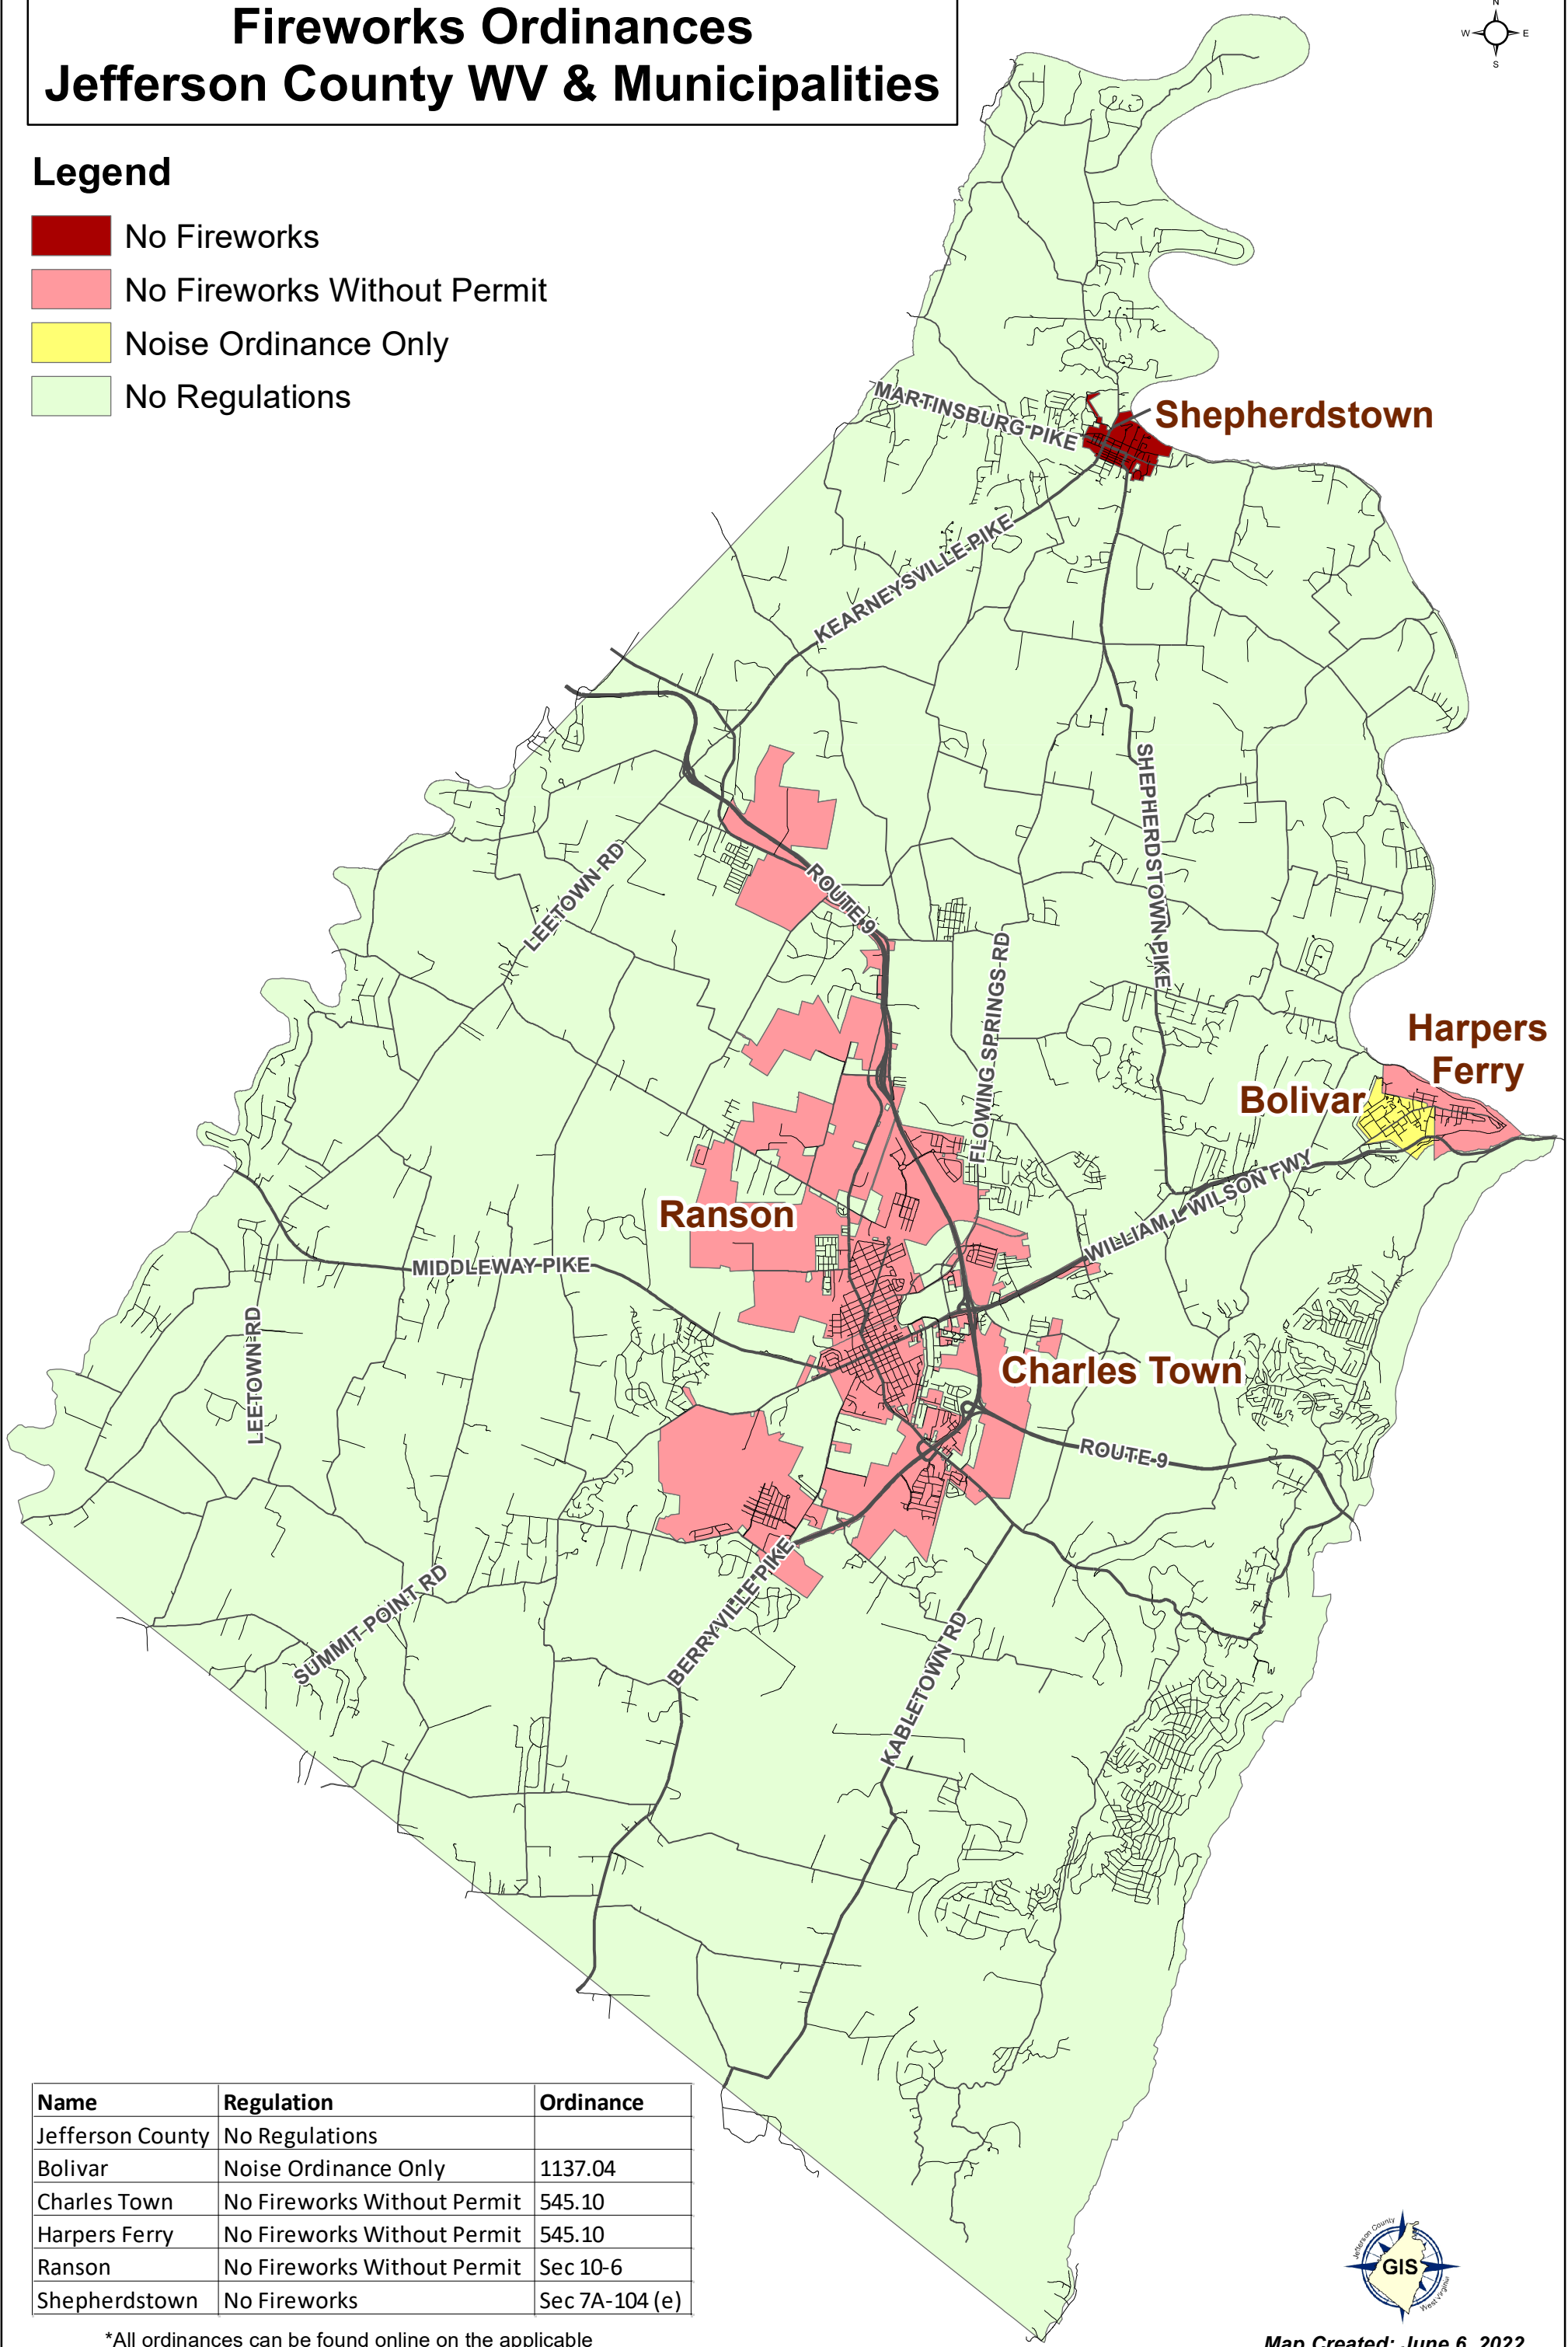 Fireworks Ordinances
Jefferson County WV & Municipalities
N
W E
S
Legend
No Fireworks
No Fireworks Without Permit
Noise Ordinance Only
No Regulations
MARTINSBURG PIKE
Shepherdstown
KEARNEYSVILLE PIKE
SHEPHERDSTOWN PIKE
LEETOWN RD
ROUTE 9
FLOWING SPRINGS RD
Harpers
Ferry
Bolivar
WILLIAM L WILSON FWY
Ranson
MIDDLEWAY PIKE
LEETOWN RD
Charles Town
ROUTE 9
SUMMIT POINT RD
BERRYVILLE PIKE
KABLETOWN RD
Name Regulation Ordinance
Jefferson County No Regulations
Bolivar Noise Ordinance Only 1137.04
Charles Town No Fireworks Without Permit 545.10
Harpers Ferry No Fireworks Without Permit 545.10
Ranson No Fireworks Without Permit Sec 10-6
Shepherdstown No Fireworks Sec 7A-104 (e)
*All ordinances can be found online on the applicable
Jefferson County
GIS
West Virginia
Map Created: June 6, 2022